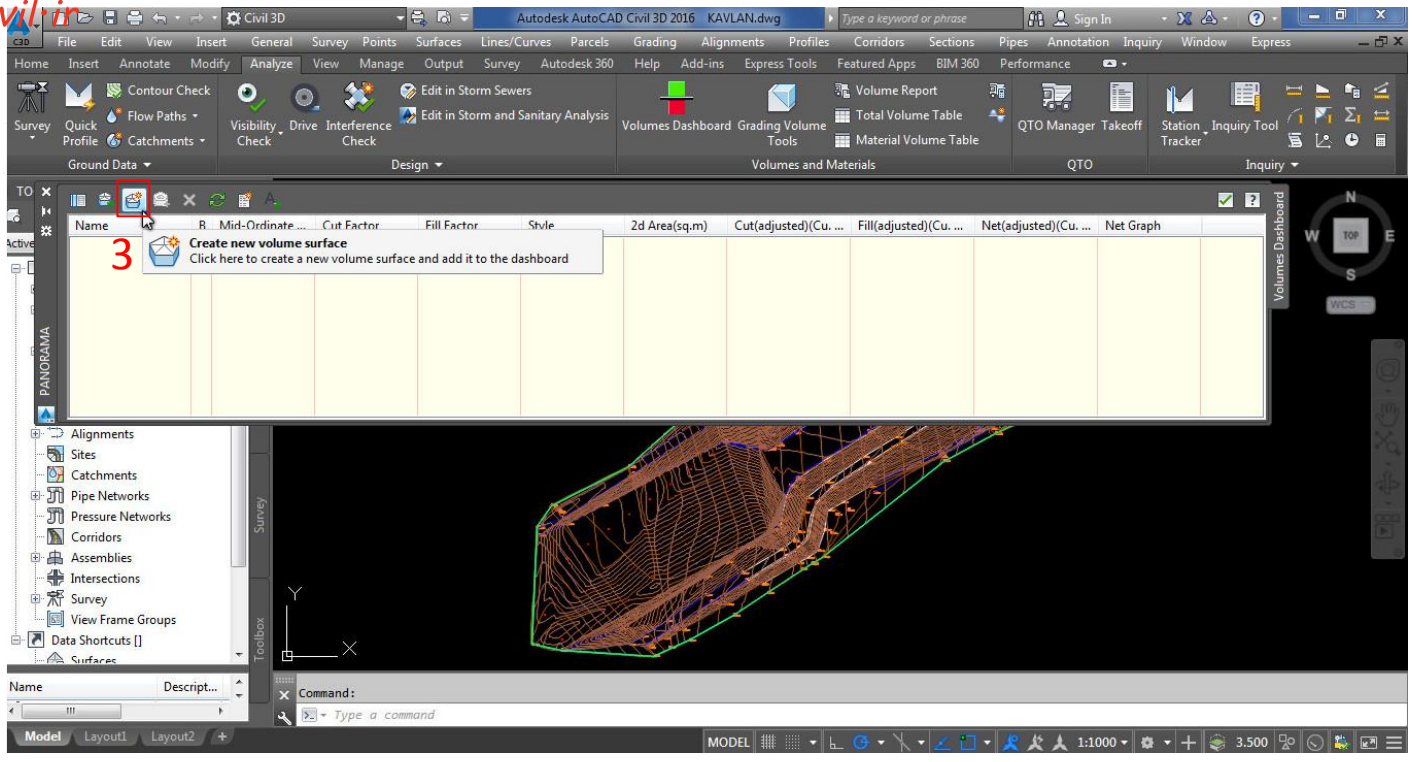 vil.ir
Civil 3D Autodesk AutoCAD Civil 3D 2016 KAVLAN.dwg Type a keyword or phrase Sign In
C3D File Edit View Insert General Survey Points Surfaces Lines/Curves Parcels Grading Alignments Profiles Corridors Sections Pipes Annotation Inquiry Window Express
Home Insert Annotate Modify Analyze View Manage Output Survey Autodesk 360 Help Add-ins Express Tools Featured Apps BIM 360 Performance
Contour Check Edit in Storm Sewers Volume Report
Flow Paths Edit in Storm and Sanitary Analysis Total Volume Table
Survey Quick Profile Catchments Visibility Check Drive Interference Check Volumes Dashboard Grading Volume Tools Material Volume Table QTO Manager Takeoff Station Tracker Inquiry Tool
Ground Data Design Volumes and Materials QTO Inquiry
TO
Name B Mid-Ordinate ... Cut Factor Fill Factor Style 2d Area(sq.m) Cut(adjusted)(Cu. ... Fill(adjusted)(Cu. ... Net(adjusted)(Cu. ... Net Graph
Active
3
Create new volume surface
Click here to create a new volume surface and add it to the dashboard
Volumes Dashboard
PANORAMA
N
W TOP E
S
WCS
Alignments
Sites
Catchments
Pipe Networks
Pressure Networks
Corridors
Assemblies
Intersections
Survey
View Frame Groups
Data Shortcuts []
Surfaces
Survey
Toolbox
Y
X
Name Descript...
Command:
Type a command
Model Layout1 Layout2 +
MODEL 1:1000 3.500